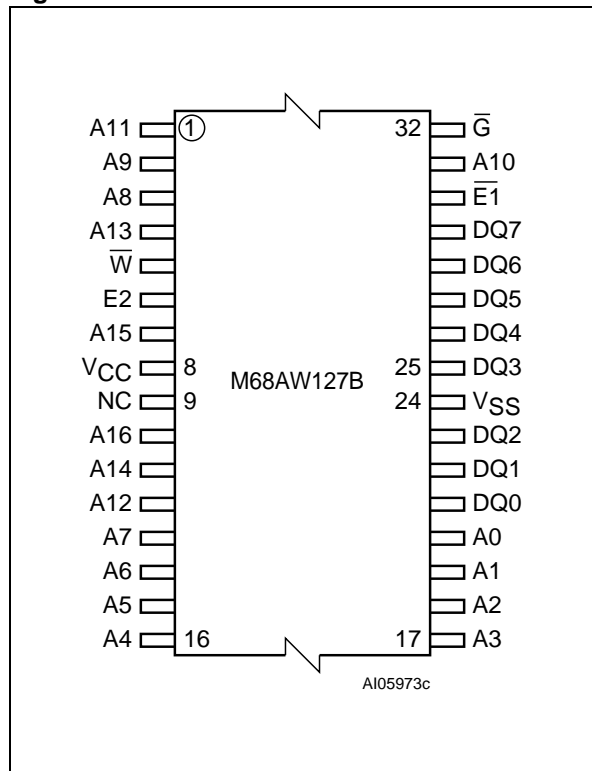 A11 1 32 G̅
A9 A10
A8 E̅1̅
A13 DQ7
W̅ DQ6
E2 DQ5
A15 DQ4
VCC 8 25 DQ3
M68AW127B
NC 9 24 VSS
A16 DQ2
A14 DQ1
A12 DQ0
A7 A0
A6 A1
A5 A2
A4 16 17 A3
AI05973c